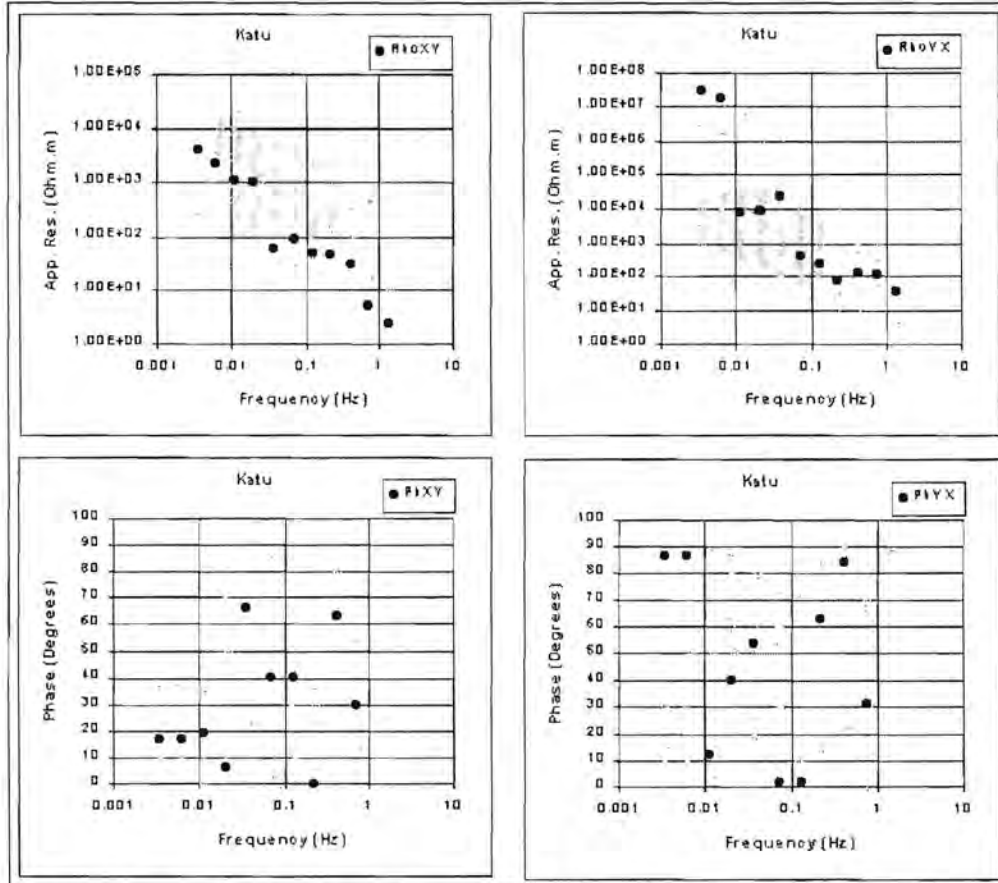 Katu
RhoXY
1.00E+05
1.00E+04
1.00E+03
1.00E+02
1.00E+01
1.00E+00
App. Res. (Ohm.m)
0.001 0.01 0.1 1 10
Frequency (Hz)
Katu
RhoYX
1.00E+08
1.00E+07
1.00E+06
1.00E+05
1.00E+04
1.00E+03
1.00E+02
1.00E+01
1.00E+00
App. Res. (Ohm.m)
0.001 0.01 0.1 1 10
Frequency (Hz)
Katu
PhXY
100
90
80
70
60
50
40
30
20
10
0
Phase (Degrees)
0.001 0.01 0.1 1 10
Frequency (Hz)
Katu
PhYX
100
90
80
70
60
50
40
30
20
10
0
Phase (Degrees)
0.001 0.01 0.1 1 10
Frequency (Hz)